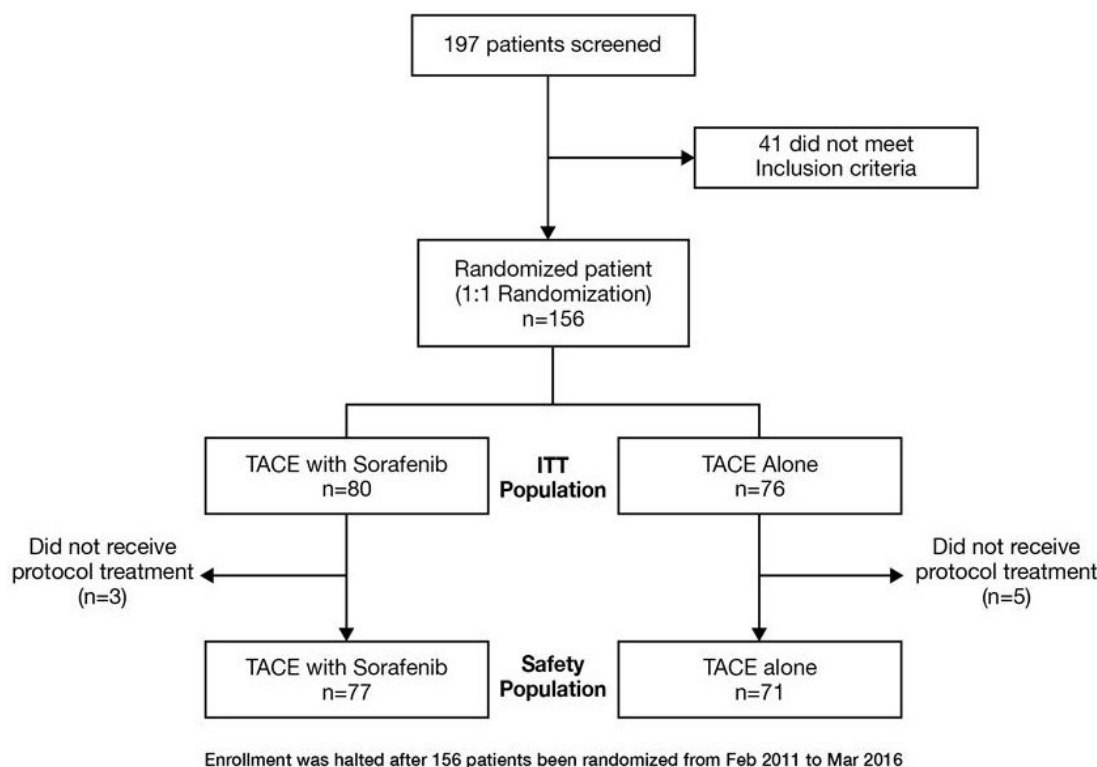 197 patients screened
41 did not meet
Inclusion criteria
Randomized patient
(1:1 Randomization)
n=156
TACE with Sorafenib
n=80
ITT
Population
TACE Alone
n=76
Did not receive
protocol treatment
(n=3)
Did not receive
protocol treatment
(n=5)
TACE with Sorafenib
n=77
Safety
Population
TACE alone
n=71
Enrollment was halted after 156 patients been randomized from Feb 2011 to Mar 2016